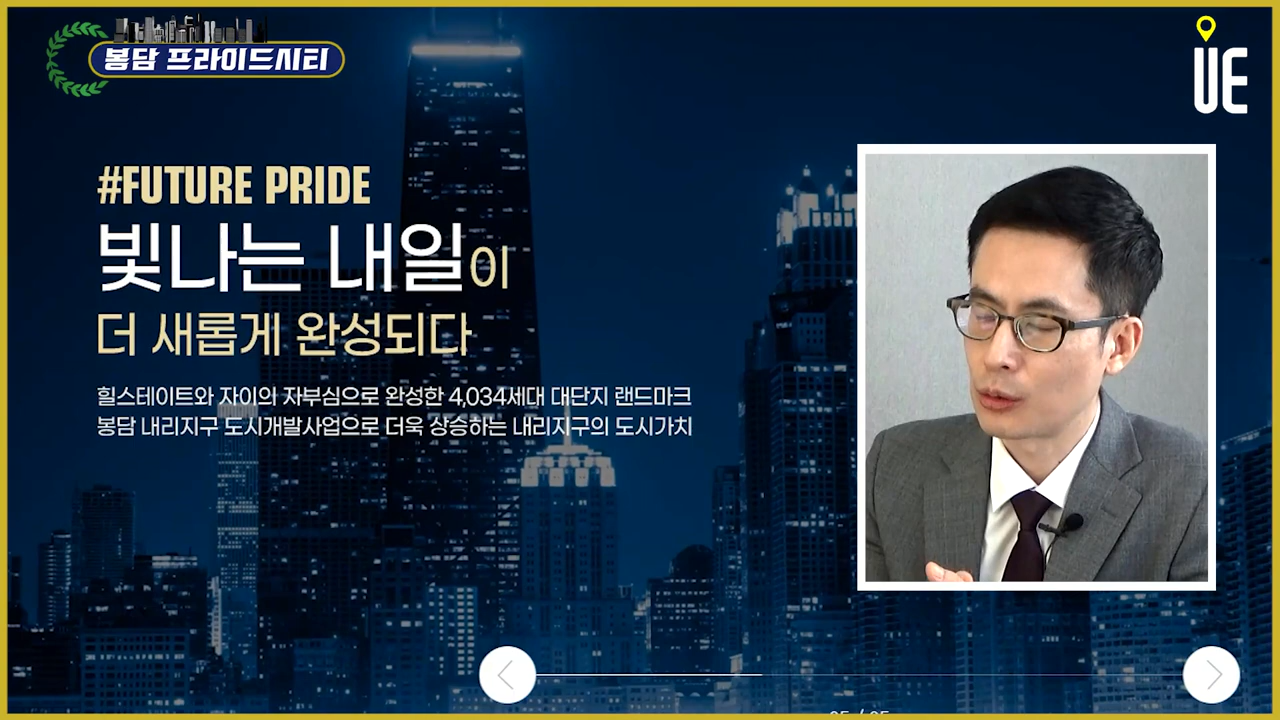 봉담 프라이드시티
UE
#FUTURE PRIDE
빛나는 내일이
더 새롭게 완성되다
힐스테이트와 자이의 자부심으로 완성한 4,034세대 대단지 랜드마크
봉담 내리지구 도시개발사업으로 더욱 상승하는 내리지구의 도시가치